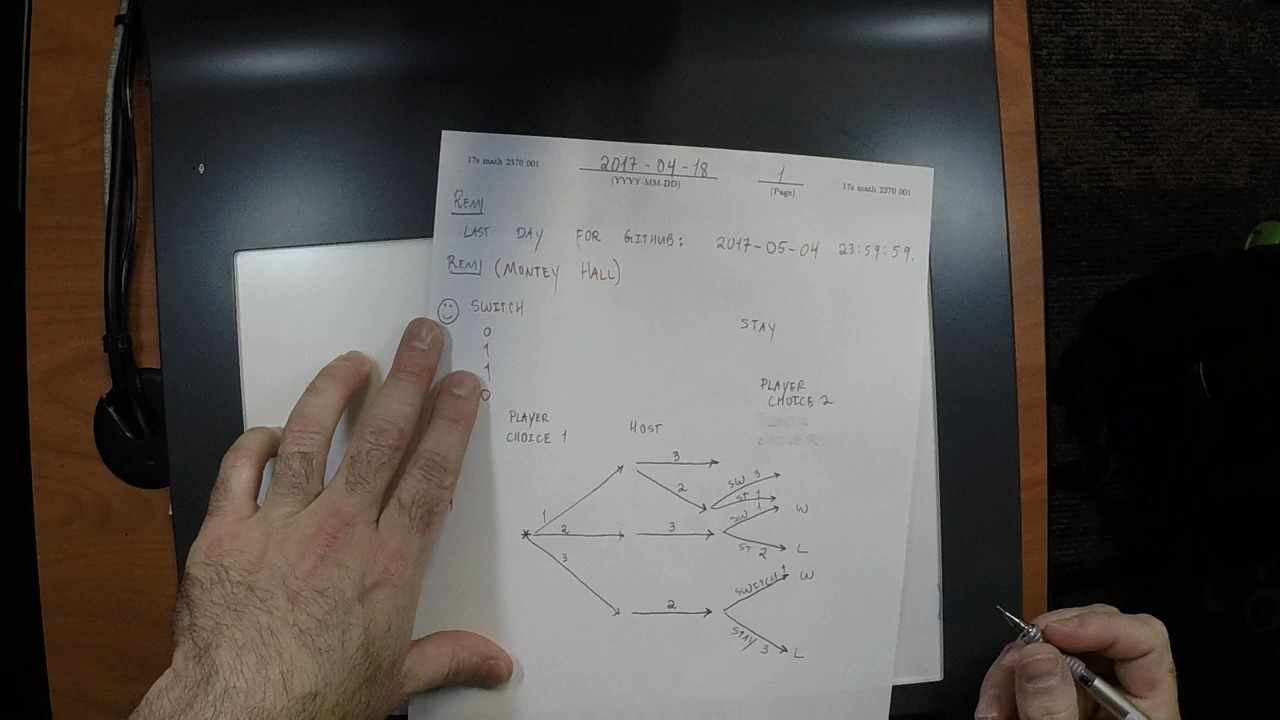 17s math 2370 001
2017-04-18
(YYYY-MM-DD)
1
(Page)
17s math 2370 001
REM
LAST DAY FOR GITHUB: 2017-05-04 23:59:59.
REM (MONTEY HALL)
SWITCH
0
1
1
0
STAY
PLAYER
CHOICE 1
HOST
PLAYER
CHOICE 2
1
2
3
3
2
3
2
SW 3
ST 1
SW 1
W
ST 2
L
SWITCH 1
W
STAY 3
L